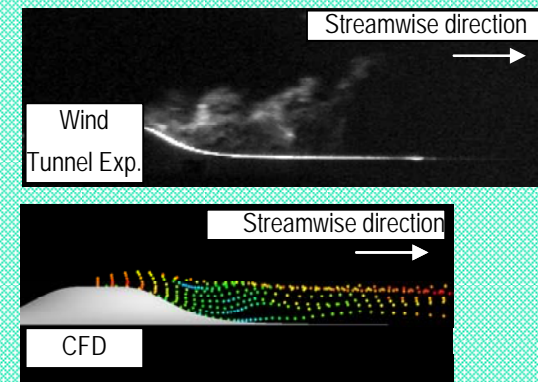 Streamwise direction
Wind
Tunnel Exp.
Streamwise direction
CFD